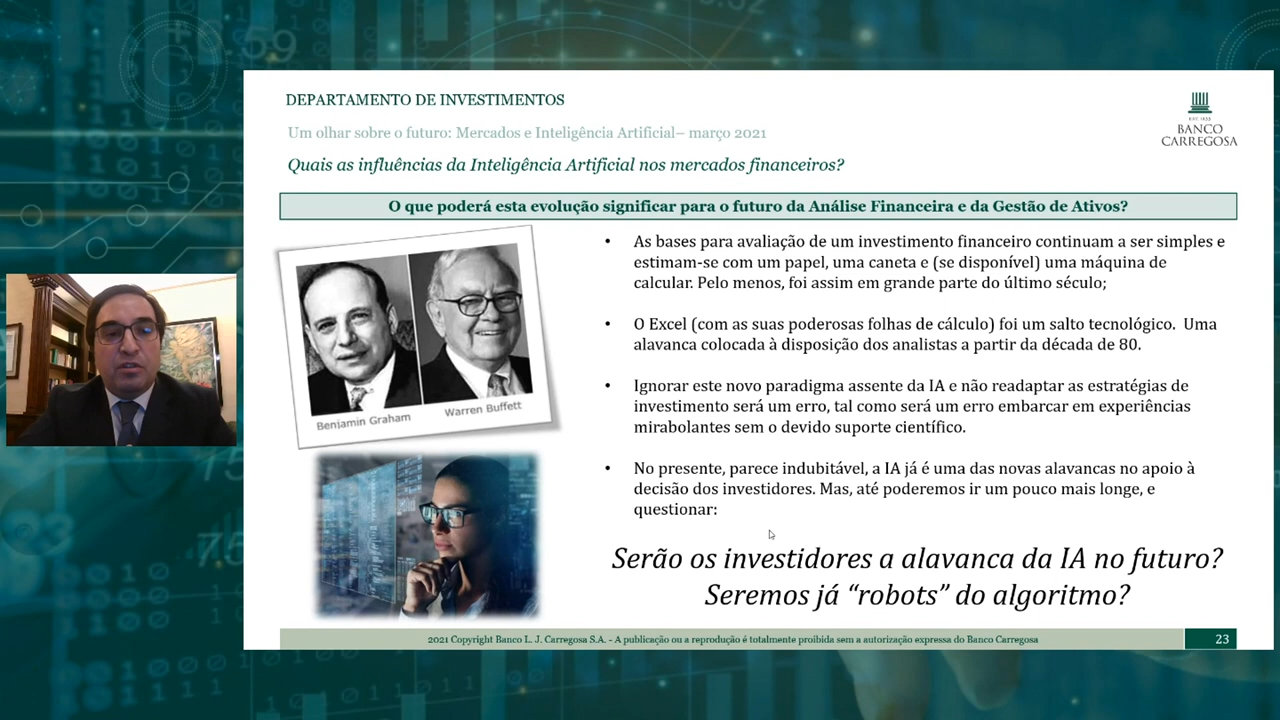 DEPARTAMENTO DE INVESTIMENTOS
Um olhar sobre o futuro: Mercados e Inteligência Artificial– março 2021
Quais as influências da Inteligência Artificial nos mercados financeiros?
EST. 1833
BANCO
CARREGOSA
O que poderá esta evolução significar para o futuro da Análise Financeira e da Gestão de Ativos?
Benjamin Graham
Warren Buffett
• As bases para avaliação de um investimento financeiro continuam a ser simples e
estimam-se com um papel, uma caneta e (se disponível) uma máquina de
calcular. Pelo menos, foi assim em grande parte do último século;
• O Excel (com as suas poderosas folhas de cálculo) foi um salto tecnológico. Uma
alavanca colocada à disposição dos analistas a partir da década de 80.
• Ignorar este novo paradigma assente da IA e não readaptar as estratégias de
investimento será um erro, tal como será um erro embarcar em experiências
mirabolantes sem o devido suporte científico.
• No presente, parece indubitável, a IA já é uma das novas alavancas no apoio à
decisão dos investidores. Mas, até poderemos ir um pouco mais longe, e
questionar:
Serão os investidores a alavanca da IA no futuro?
Seremos já “robots” do algoritmo?
2021 Copyright Banco L. J. Carregosa S.A. - A publicação ou a reprodução é totalmente proibida sem a autorização expressa do Banco Carregosa
23